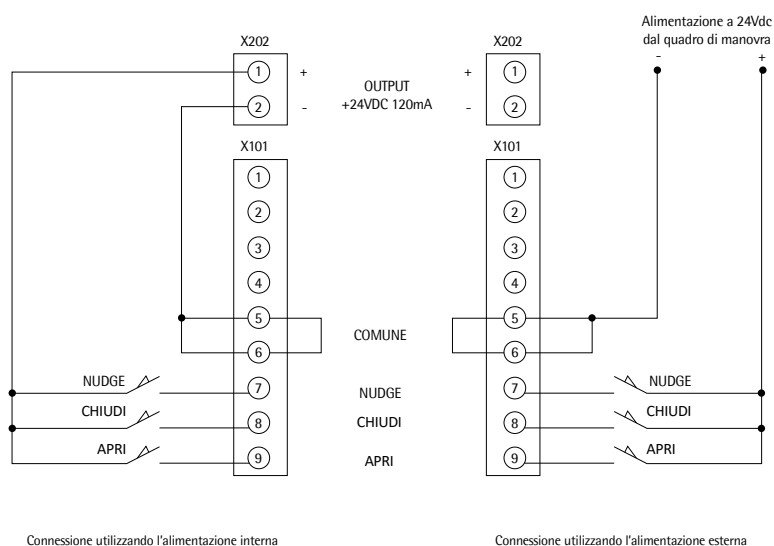 Alimentazione a 24Vdc
dal quadro di manovra
- +
X202
X202
1 +
OUTPUT
+ 1
2 -
+24VDC 120mA
- 2
X101
X101
1
1
2
2
3
3
4
4
5
5
COMUNE
6
6
NUDGE
7
NUDGE
7
NUDGE
CHIUDI
8
CHIUDI
8
CHIUDI
APRI
9
APRI
9
APRI
Connessione utilizzando l'alimentazione interna
Connessione utilizzando l'alimentazione esterna